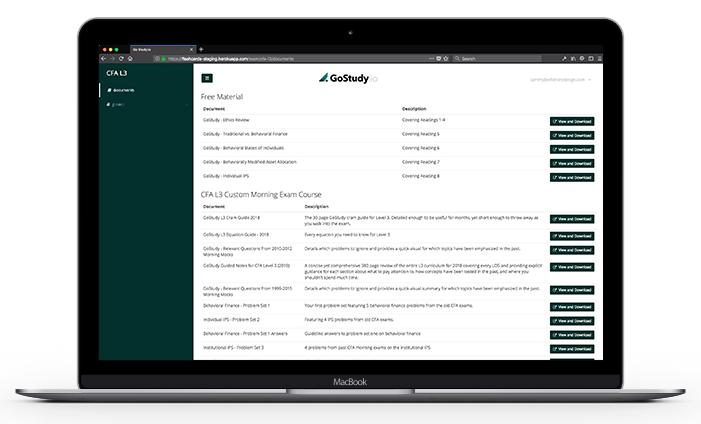 Go Study.io
https://flashcards-staging.herokuapp.com
Search
CFA L3
GoStudy.io
documents
Free Material
Document Description
GoStudy - Ethics Review Covering Readings 1-4 View and Download
GoStudy - Traditional vs. Behavioral Finance Covering Reading 5 View and Download
GoStudy - Behavioral Biases of Individuals Covering Reading 6 View and Download
GoStudy - Behaviorally Modified Asset Allocation Covering Reading 7 View and Download
GoStudy - Individual IPS Covering Reading 8 View and Download
CFA L3 Custom Morning Exam Course
Document Description
GoStudy L3 Cram Guide 2018 The 30 page GoStudy cram guide for Level 3. Detailed enough to be useful for months, yet short enough to throw away as View and Download
you walk into the exam.
GoStudy L3 Equation Guide - 2018 Every equation you need to know for Level 3 View and Download
GoStudy - Relevant Questions From 2010-2012 Details which problems to ignore and provides a quick visual for which topics have been emphasized in the past. View and Download
Morning Mocks
GoStudy Guided Notes for CFA Level 3 (2018) A concise yet comprehensive 380 page review of the entire L3 curriculum for 2018 covering every LOS and providing explicit View and Download
guidance for each section about what to pay attention to, how concepts have been tested in the past, and where you
shouldn't spend much time.
GoStudy - Relevant Questions From 1999-2015 Details which problems to ignore and provides a quick visual summary for which topics have been emphasized in the past. View and Download
Morning Mocks
Behavioral Finance - Problem Set 1 Your first problem set featuring 5 behavioral finance problems from the old CFA exams. View and Download
Individual IPS - Problem Set 2 Featuring 4 IPS problems from old CFA exams. View and Download
Behavioral Finance - Problem Set 1 Answers Guideline answers to problem set one on behavioral finance View and Download
Institutional IPS - Problem Set 3 4 problems from past CFA morning exams on the Institutional IPS View and Download
MacBook